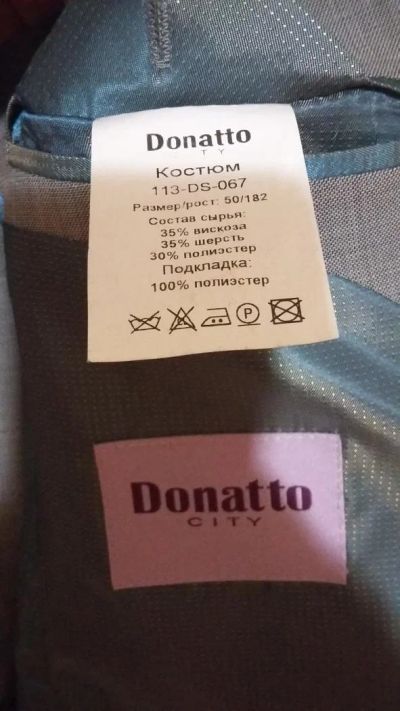 Donatto
TY
Костюм
113-DS-067
Размер/рост: 50/182
Состав сырья:
35% вискоза
35% шерсть
30% полиэстер
Подкладка:
100% полиэстер
P
Donatto
CITY